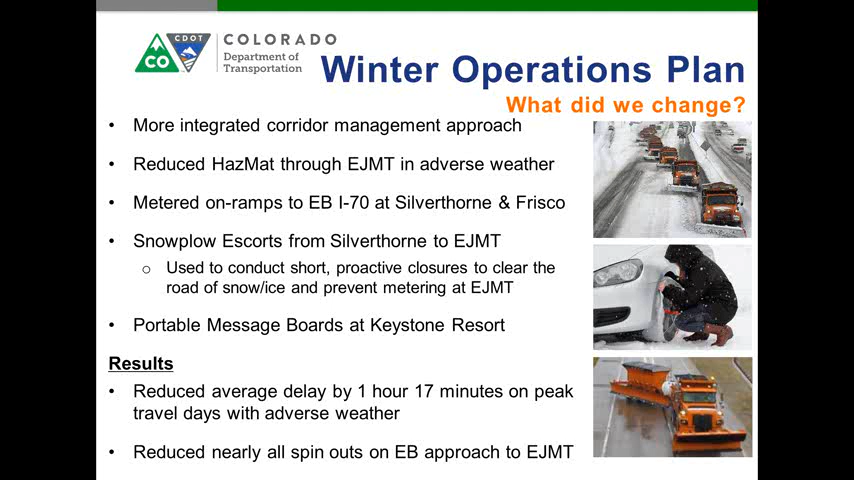 CO
CDOT
COLORADO
Department of
Transportation
Winter Operations Plan
What did we change?
• More integrated corridor management approach
• Reduced HazMat through EJMT in adverse weather
• Metered on-ramps to EB I-70 at Silverthorne & Frisco
• Snowplow Escorts from Silverthorne to EJMT
o Used to conduct short, proactive closures to clear the
road of snow/ice and prevent metering at EJMT
• Portable Message Boards at Keystone Resort
Results
• Reduced average delay by 1 hour 17 minutes on peak
travel days with adverse weather
• Reduced nearly all spin outs on EB approach to EJMT